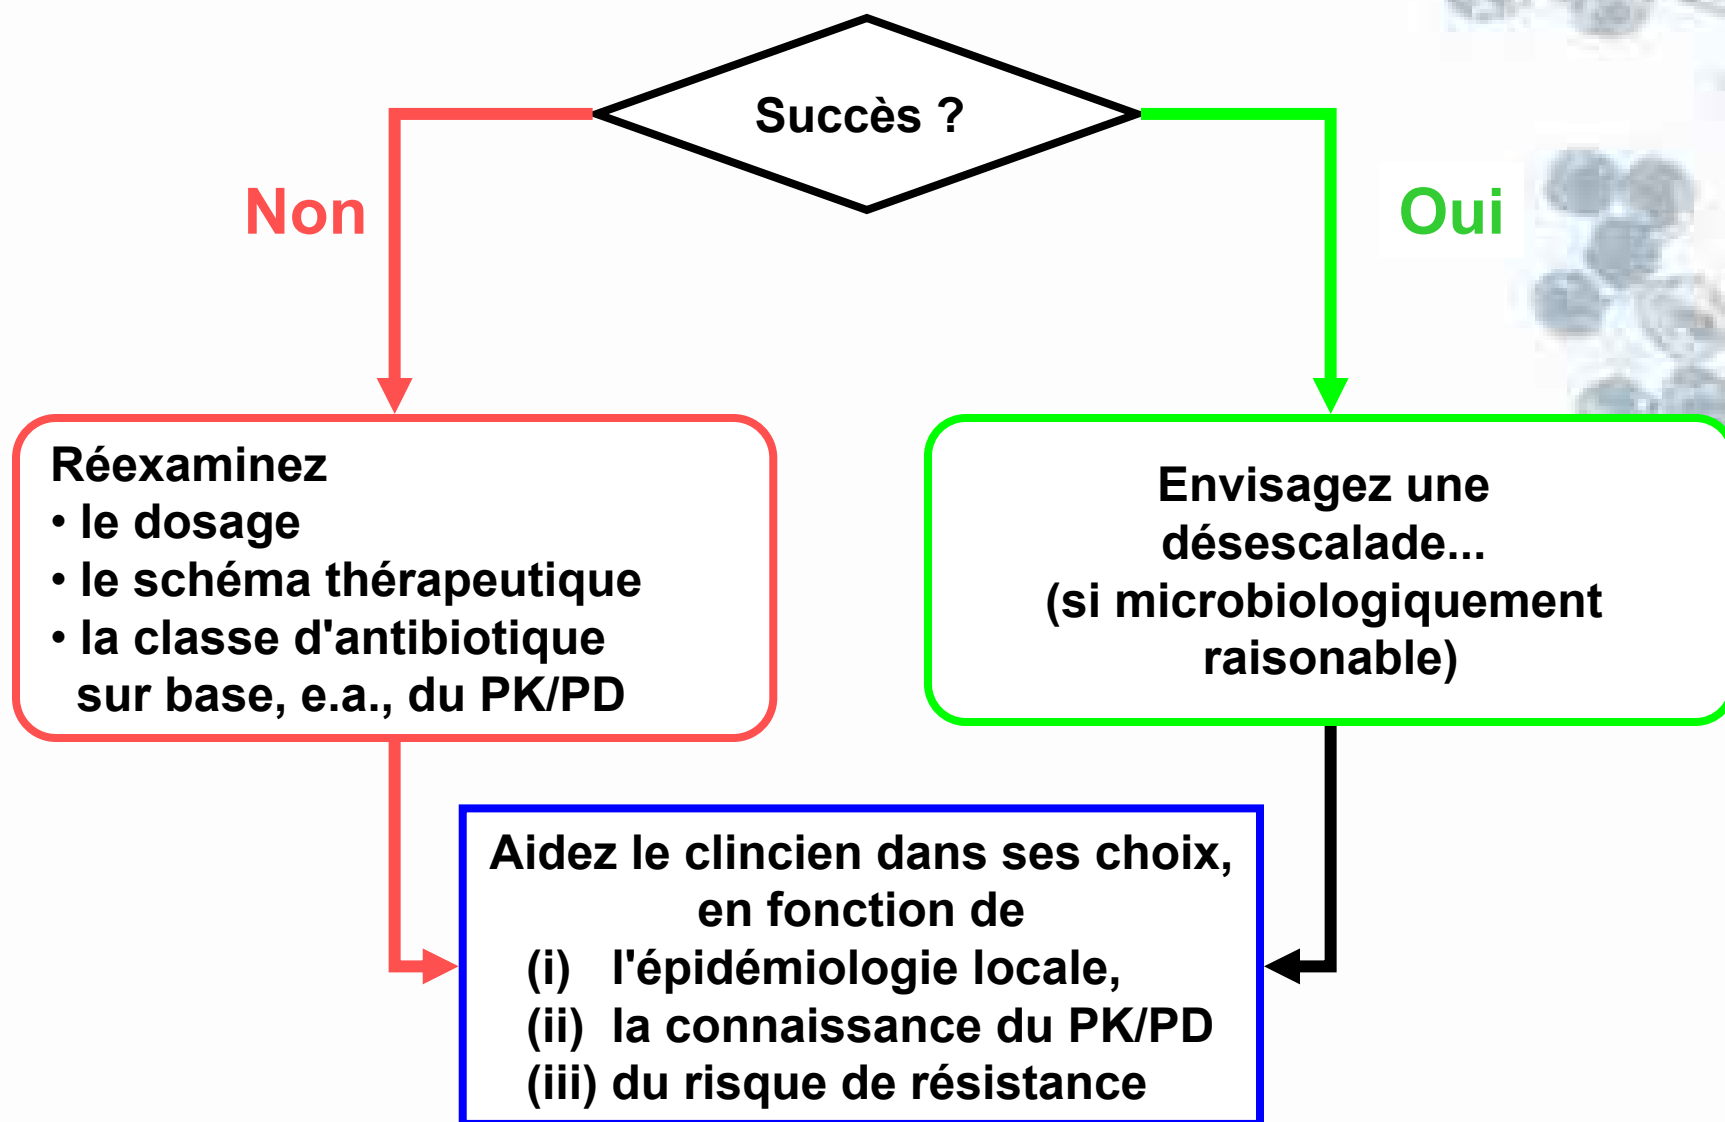 Succès ?
Non
Oui
Réexaminez
• le dosage
• le schéma thérapeutique
• la classe d'antibiotique
sur base, e.a., du PK/PD
Envisagez une
désescalade...
(si microbiologiquement
raisonable)
Aidez le clincien dans ses choix,
en fonction de
(i) l'épidémiologie locale,
(ii) la connaissance du PK/PD
(iii) du risque de résistance